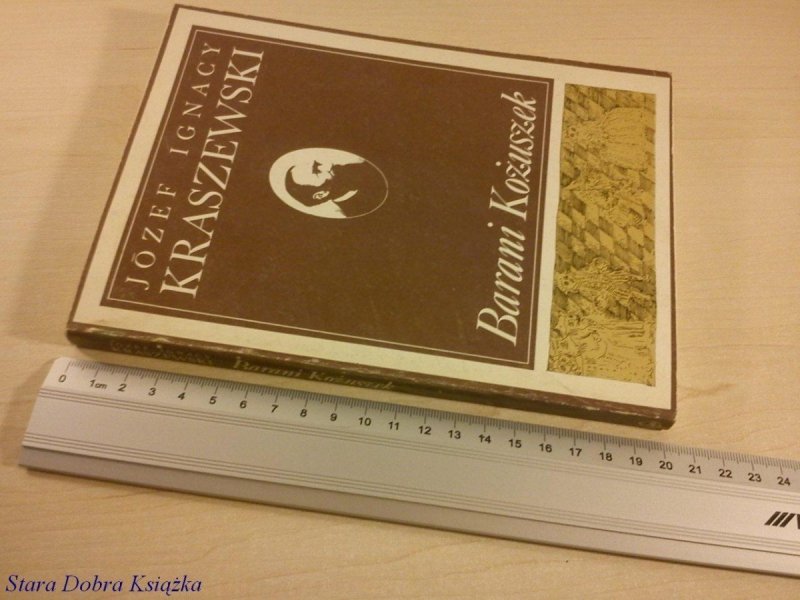 JÓZEF IGNACY
KRASZEWSKI
Barani Kożuszek
Barani Kożuszek
0 1cm 2 3 4 5 6 7 8 9 10 11 12 13 14 15 16 17 18 19 20 21 22 23 24
Stara Dobra Książka